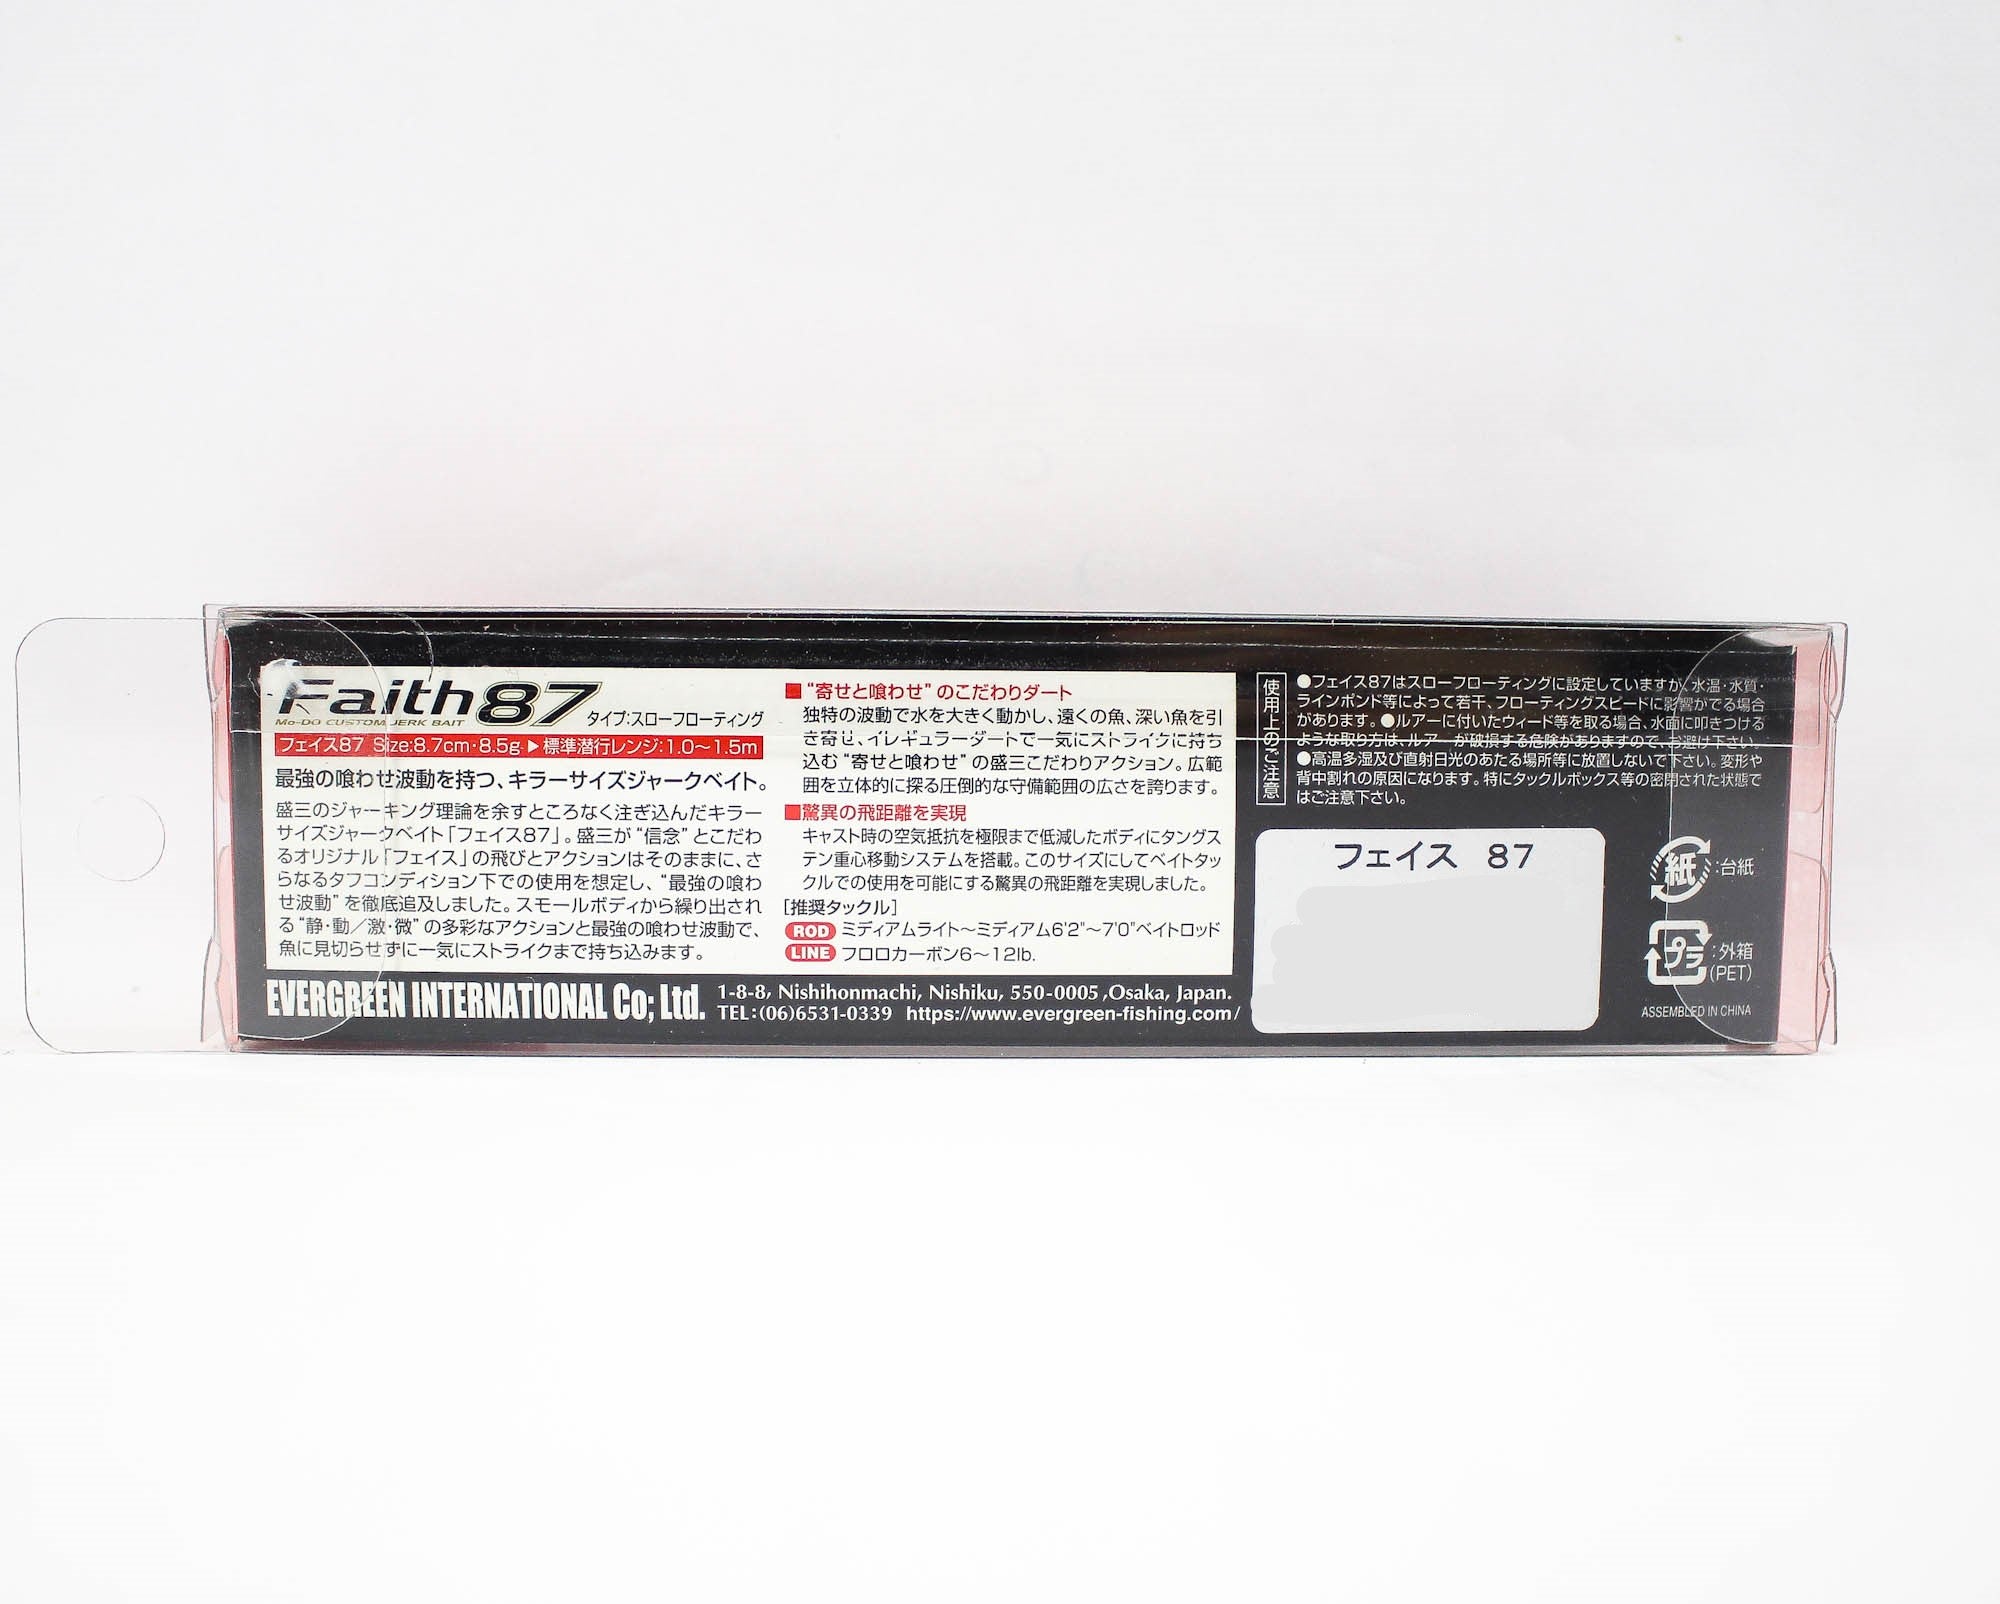 Faith87
Mo-DO CUSTOM JERK BAIT
タイプ:スローフローティング
フェイス87 Size:8.7cm・8.5g ▶標準潜行レンジ:1.0〜1.5m
最強の喰わせ波動を持つ、キラーサイズジャークベイト。
盛三のジャーキング理論を余すところなく注ぎ込んだキラー
サイズジャークベイト「フェイス87」。盛三が“信念”とこだわ
るオリジナル「フェイス」の飛びとアクションはそのままに、さ
らなるタフコンディション下での使用を想定し、“最強の喰わ
せ波動”を徹底追及しました。スモールボディから繰り出され
る“静・動／激・微”の多彩なアクションと最強の喰わせ波動で、
魚に見切らせずに一気にストライクまで持ち込みます。
■“寄せと喰わせ”のこだわりダート
独特の波動で水を大きく動かし、遠くの魚、深い魚を引
き寄せ、イレギュラーダートで一気にストライクに持ち
込む“寄せと喰わせ”の盛三こだわりアクション。広範
囲を立体的に探る圧倒的な守備範囲の広さを誇ります。
■驚異の飛距離を実現
キャスト時の空気抵抗を極限まで低減したボディにタングス
テン重心移動システムを搭載。このサイズにしてベイトタッ
クルでの使用を可能にする驚異の飛距離を実現しました。
[推奨タックル]
ROD ミディアムライト〜ミディアム6'2"〜7'0"ベイトロッド
LINE フロロカーボン6〜12lb.
EVERGREEN INTERNATIONAL Co; Ltd.
1-8-8, Nishihonmachi, Nishiku, 550-0005 ,Osaka, Japan.
TEL:(06)6531-0339 https://www.evergreen-fishing.com/
使用上のご注意
●フェイス87はスローフローティングに設定していますが、水温・水質・
ラインポンド等によって若干、フローティングスピードに影響がでる場合
があります。●ルアーに付いたウィード等を取る場合、水面に叩きつける
ような取り方は、ルアーが破損する危険がありますので、お避け下さい。
●高温多湿及び直射日光のあたる場所等に放置しないで下さい。変形や
背中割れの原因になります。特にタックルボックス等の密閉された状態で
はご注意下さい。
フェイス 87
紙:台紙
プラ:外箱
(PET)
ASSEMBLED IN CHINA